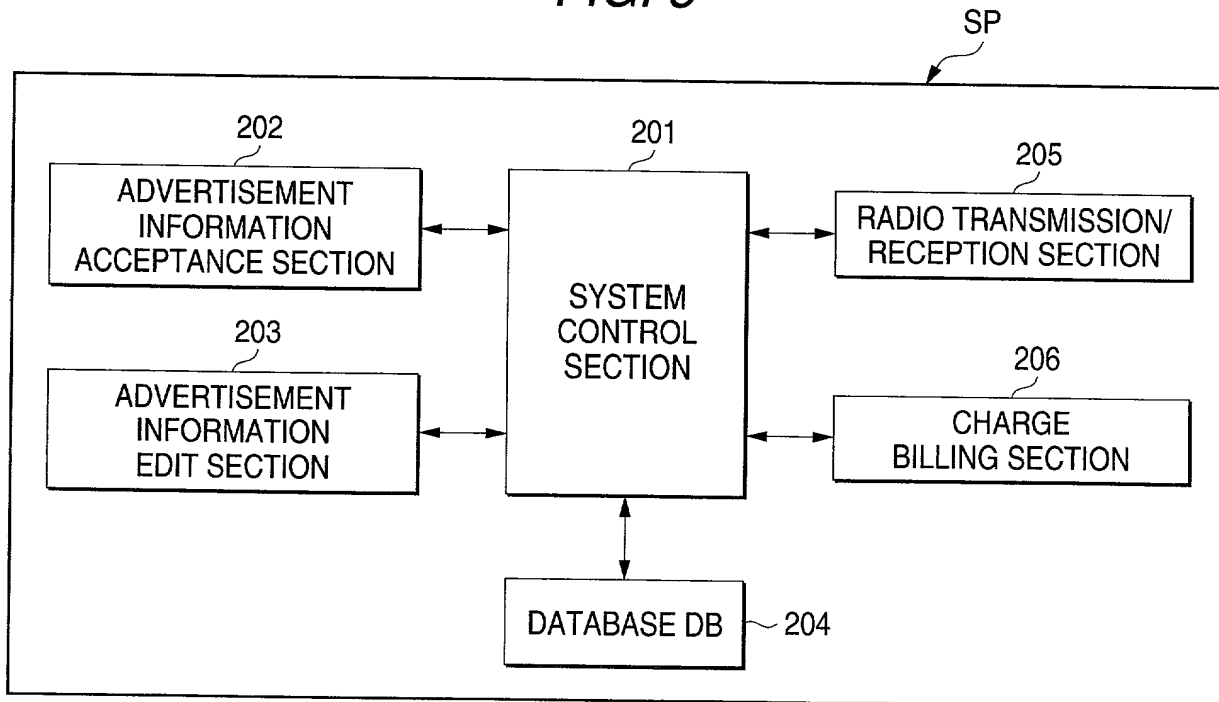 SP
202
ADVERTISEMENT
INFORMATION
ACCEPTANCE SECTION
201
SYSTEM
CONTROL
SECTION
205
RADIO TRANSMISSION/
RECEPTION SECTION
203
ADVERTISEMENT
INFORMATION
EDIT SECTION
206
CHARGE
BILLING SECTION
DATABASE DB
204